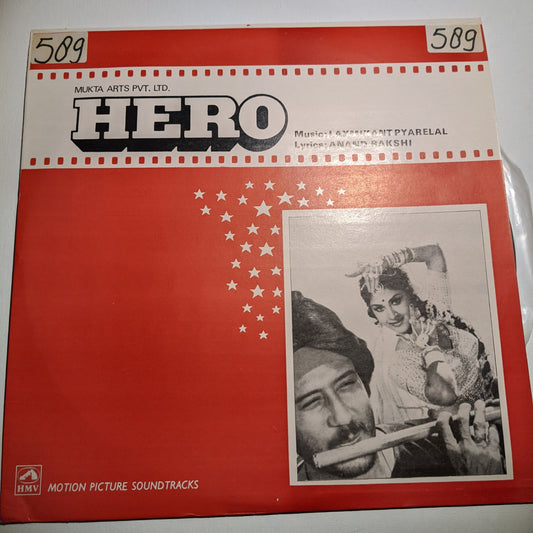 589
589
MUKTA ARTS PVT. LTD.
HERO
Music: LAXMIKANT PYARELAL
Lyrics: ANAND BAKSHI
HMV
MOTION PICTURE SOUNDTRACKS